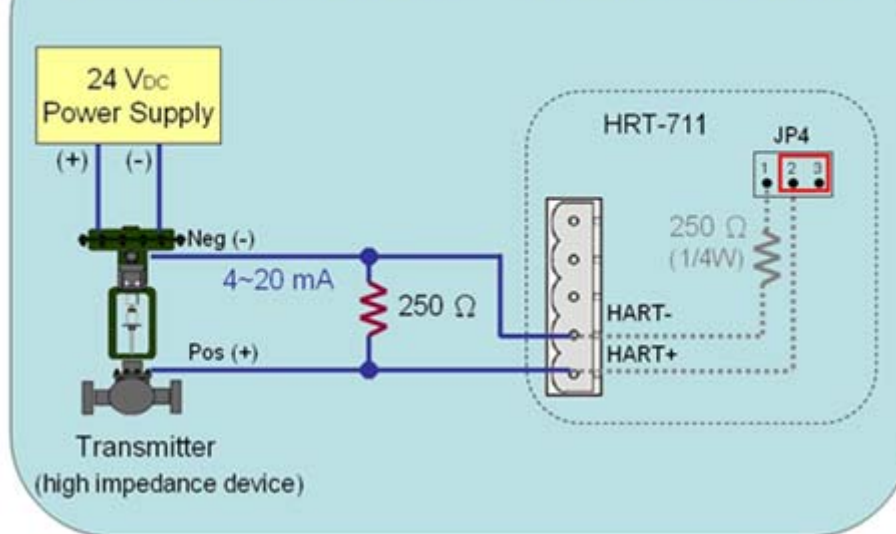 24 VDC
Power Supply
(+) (-)
HRT-711
JP4
1 2 3
Neg (-)
250 Ω
(1/4W)
4~20 mA
250 Ω
HART-
Pos (+)
HART+
Transmitter
(high impedance device)